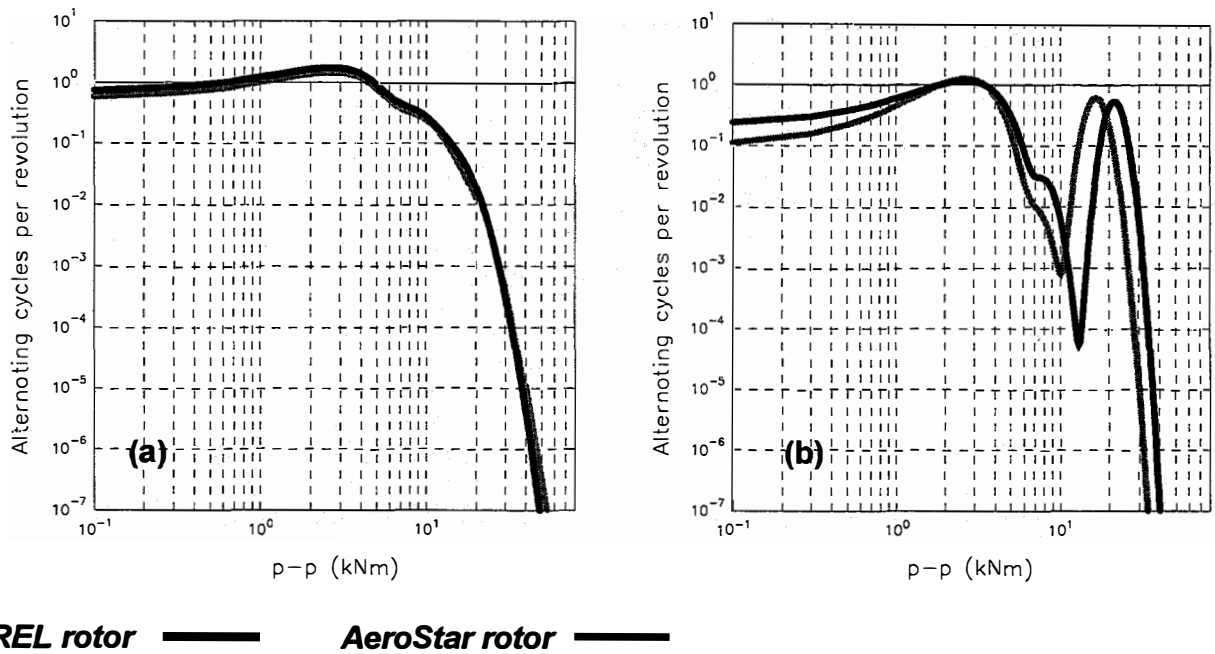 Alternoting cycles per revolution
10¹
10⁰
10⁻¹
10⁻²
10⁻³
10⁻⁴
10⁻⁵
10⁻⁶
10⁻⁷
(a)
10⁻¹ 10⁰ 10¹
p-p (kNm)
Alternoting cycles per revolution
10¹
10⁰
10⁻¹
10⁻²
10⁻³
10⁻⁴
10⁻⁵
10⁻⁶
10⁻⁷
(b)
10⁻¹ 10⁰ 10¹
p-p (kNm)
REL rotor AeroStar rotor